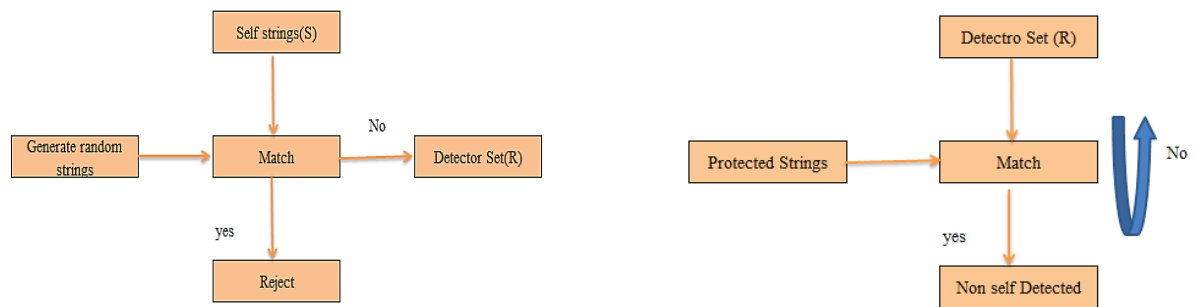 Self strings(S)
Generate random
strings
Match
No
Detector Set(R)
yes
Reject
Detectro Set (R)
Protected Strings
Match
No
yes
Non self Detected